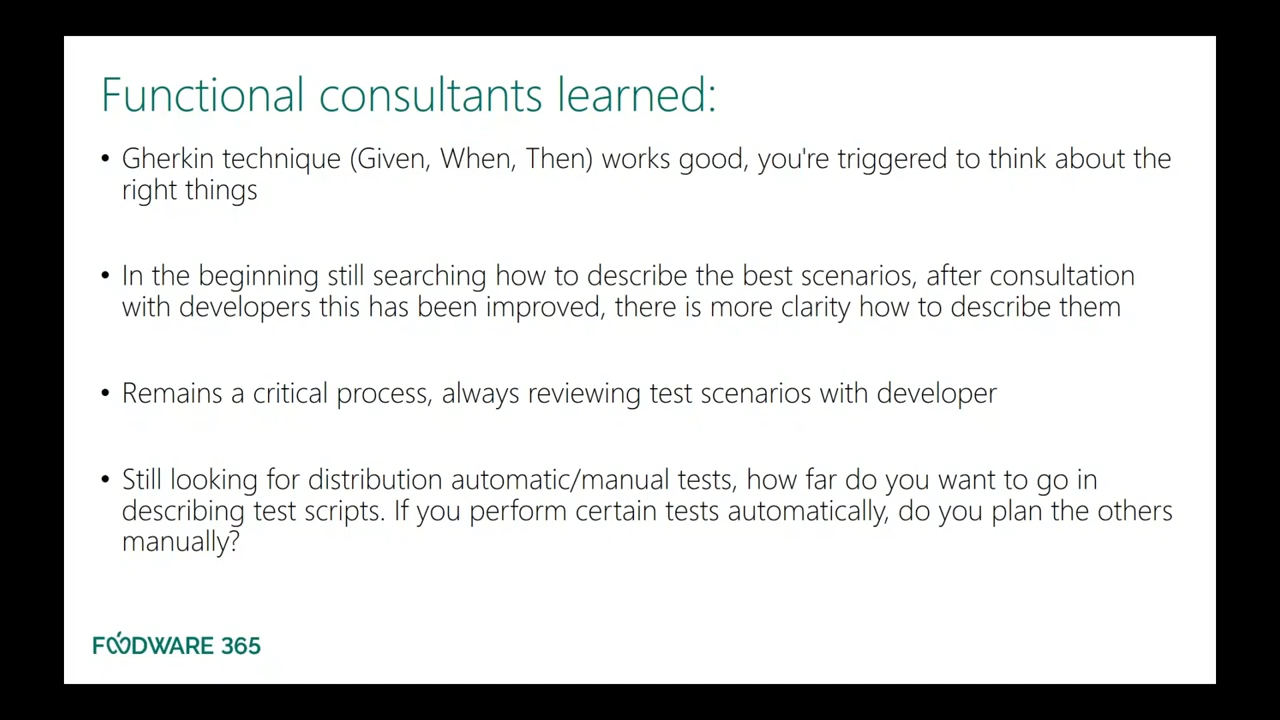 Functional consultants learned:
• Gherkin technique (Given, When, Then) works good, you're triggered to think about the
right things
• In the beginning still searching how to describe the best scenarios, after consultation
with developers this has been improved, there is more clarity how to describe them
• Remains a critical process, always reviewing test scenarios with developer
• Still looking for distribution automatic/manual tests, how far do you want to go in
describing test scripts. If you perform certain tests automatically, do you plan the others
manually?
FOODWARE 365